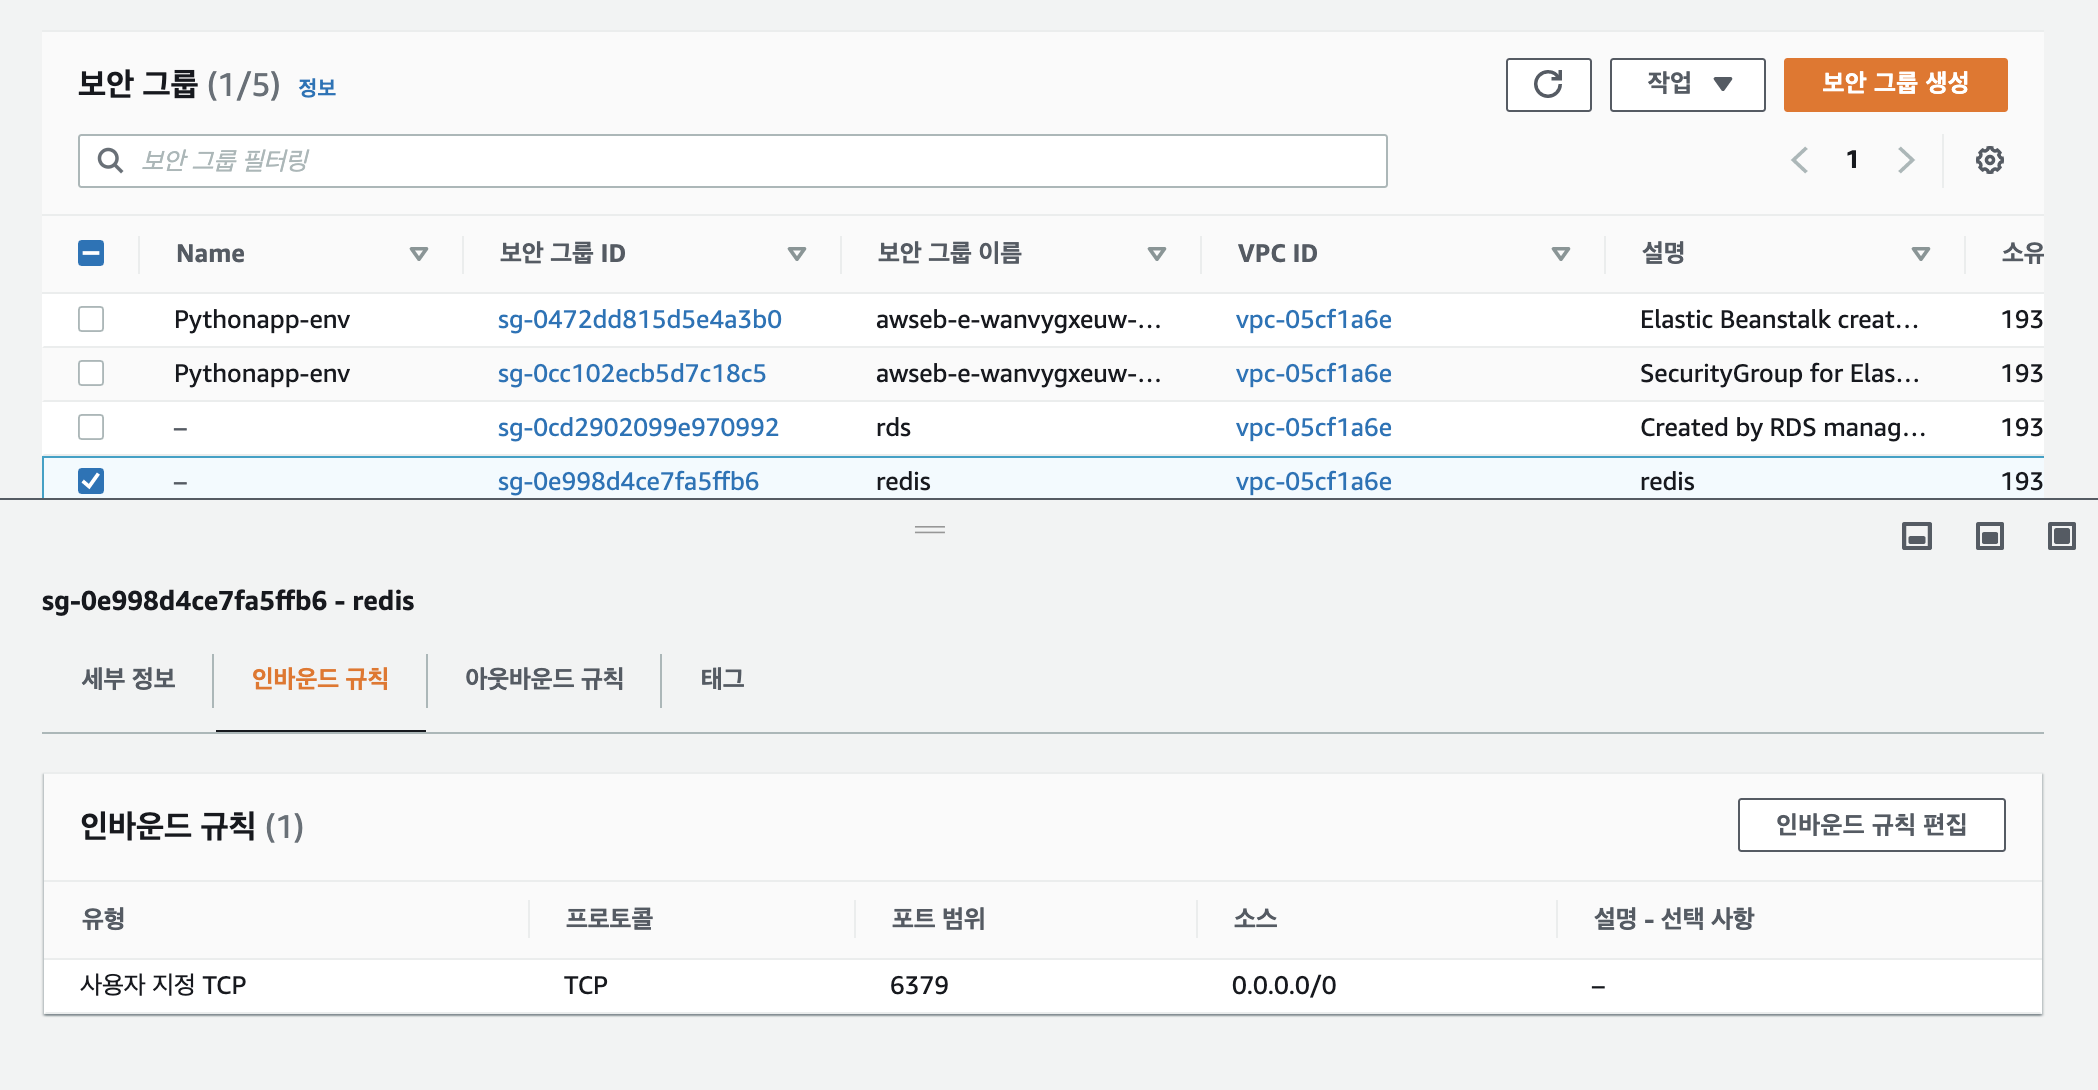 보안 그룹 (1/5) 정보
작업
보안 그룹 생성
보안 그룹 필터링
1
Name 보안 그룹 ID 보안 그룹 이름 VPC ID 설명 소유
Pythonapp-env sg-0472dd815d5e4a3b0 awseb-e-wanvygxeuw-... vpc-05cf1a6e Elastic Beanstalk creat... 193
Pythonapp-env sg-0cc102ecb5d7c18c5 awseb-e-wanvygxeuw-... vpc-05cf1a6e SecurityGroup for Elas... 193
– sg-0cd2902099e970992 rds vpc-05cf1a6e Created by RDS manag... 193
– sg-0e998d4ce7fa5ffb6 redis vpc-05cf1a6e redis 193
sg-0e998d4ce7fa5ffb6 - redis
세부 정보 인바운드 규칙 아웃바운드 규칙 태그
인바운드 규칙 (1)
인바운드 규칙 편집
유형 프로토콜 포트 범위 소스 설명 - 선택 사항
사용자 지정 TCP TCP 6379 0.0.0.0/0 –